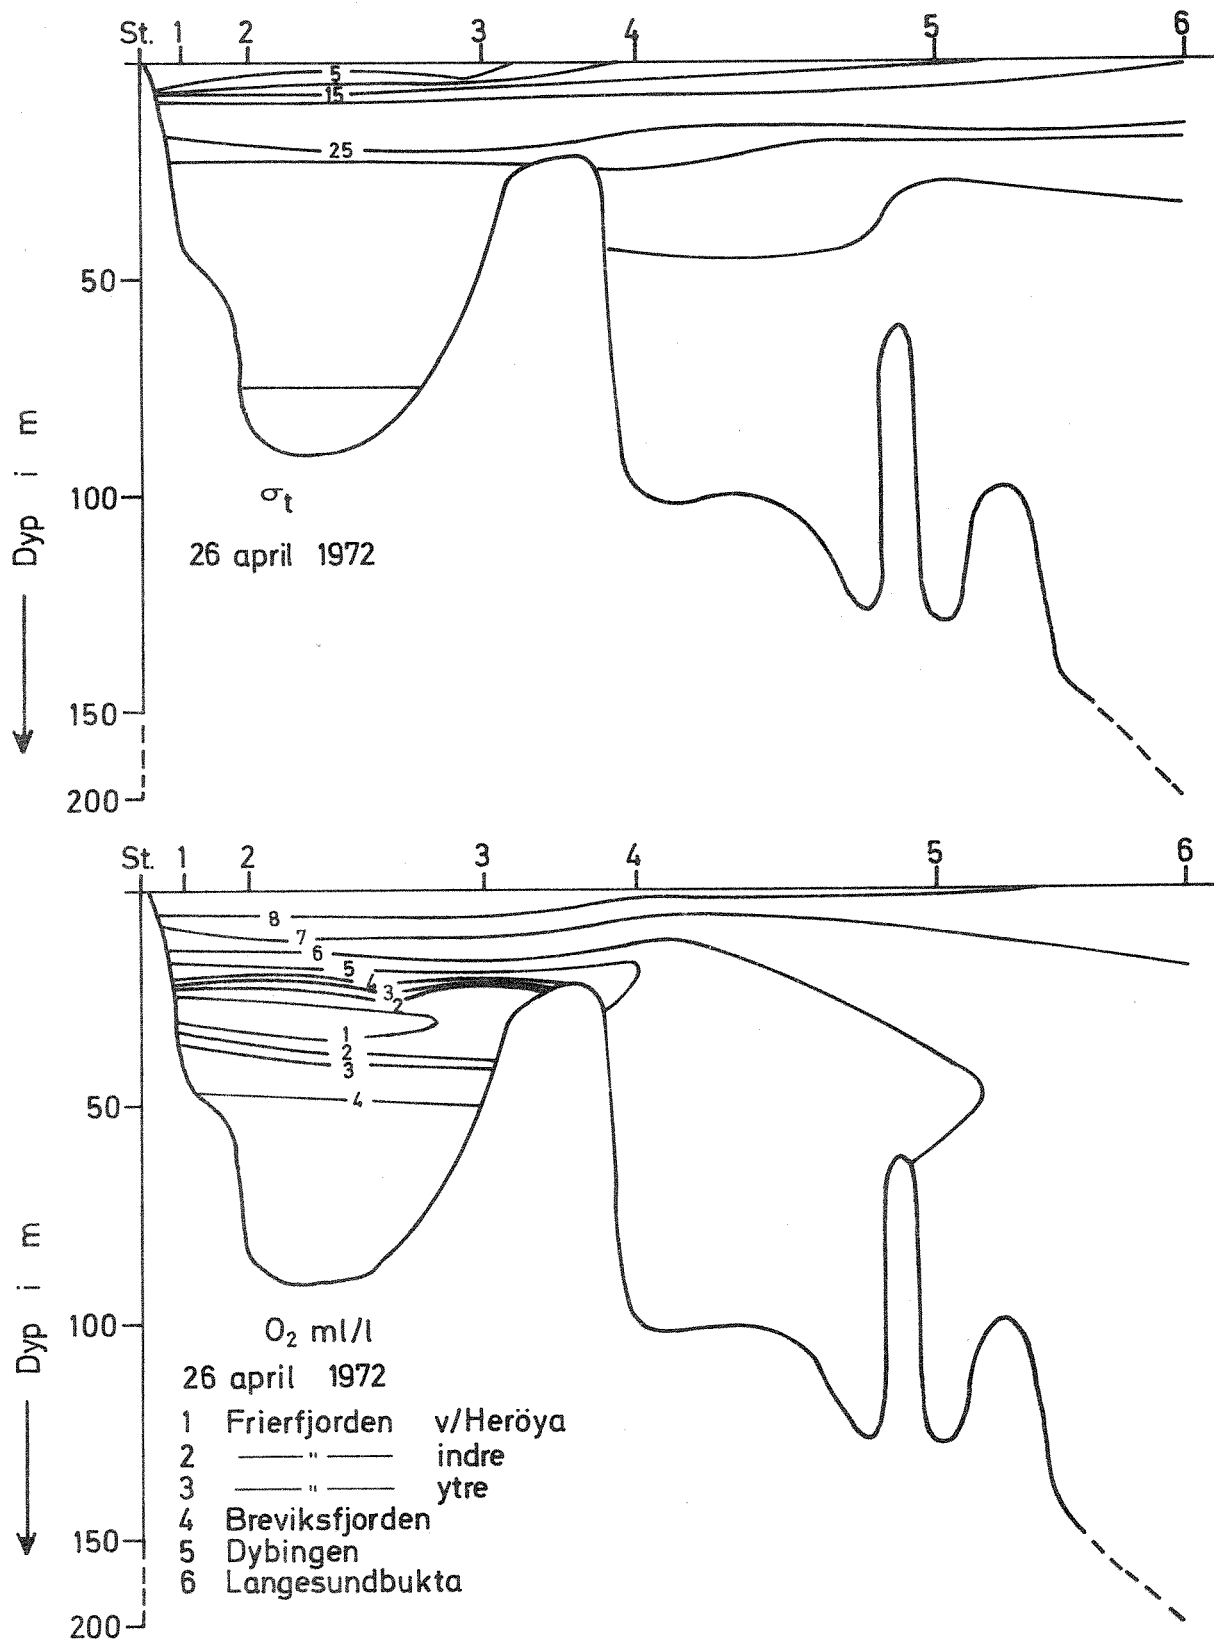 St. 1 2 3 4 5 6
5
15
25
50
100
150
200
Dyp i m
σt
26 april 1972
St. 1 2 3 4 5 6
8
7
6
5
4
3
2
1
2
3
4
50
100
150
200
Dyp i m
O2 ml/l
26 april 1972
1 Frierfjorden v/Heröya
2 —— " —— indre
3 —— " —— ytre
4 Breviksfjorden
5 Dybingen
6 Langesundbukta